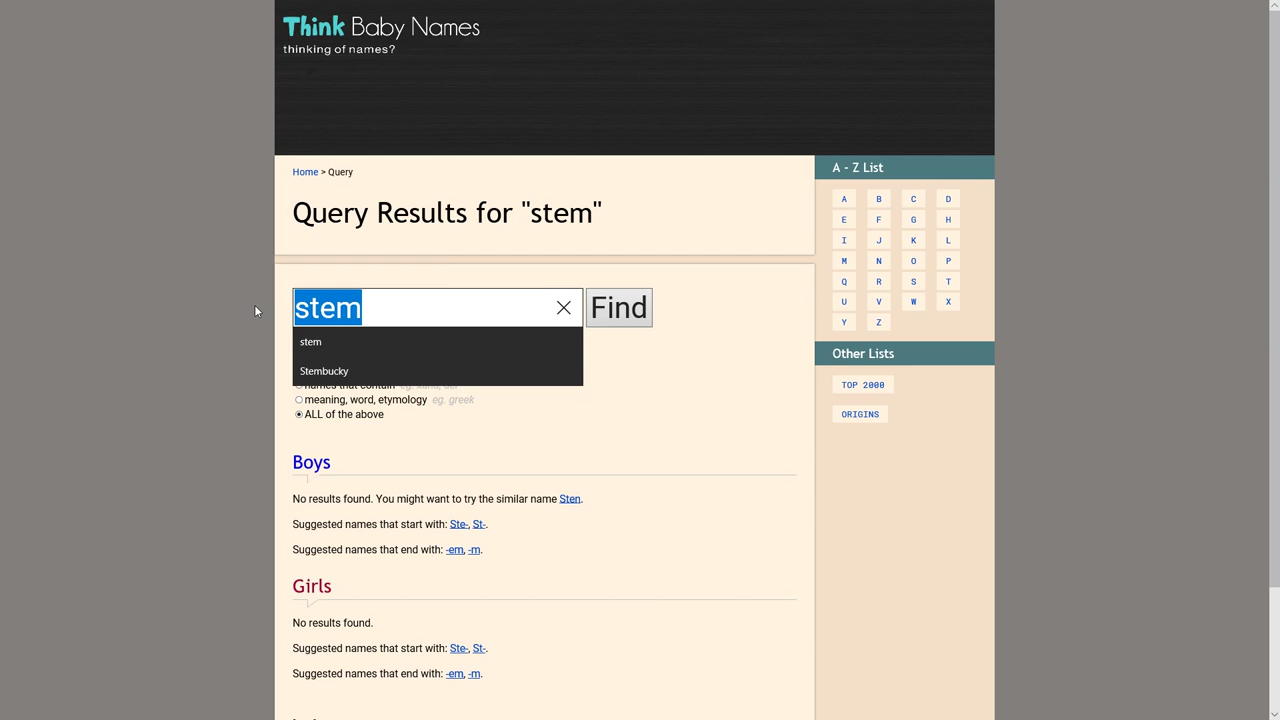 Think Baby Names
thinking of names?
Home > Query
Query Results for "stem"
stem
Find
stem
Stembucky
names that contain
meaning, word, etymology eg. greek
ALL of the above
Boys
No results found. You might want to try the similar name Sten.
Suggested names that start with: Ste-, St-.
Suggested names that end with: -em, -m.
Girls
No results found.
Suggested names that start with: Ste-, St-.
Suggested names that end with: -em, -m.
A - Z List
A B C D
E F G H
I J K L
M N O P
Q R S T
U V W X
Y Z
Other Lists
TOP 2000
ORIGINS